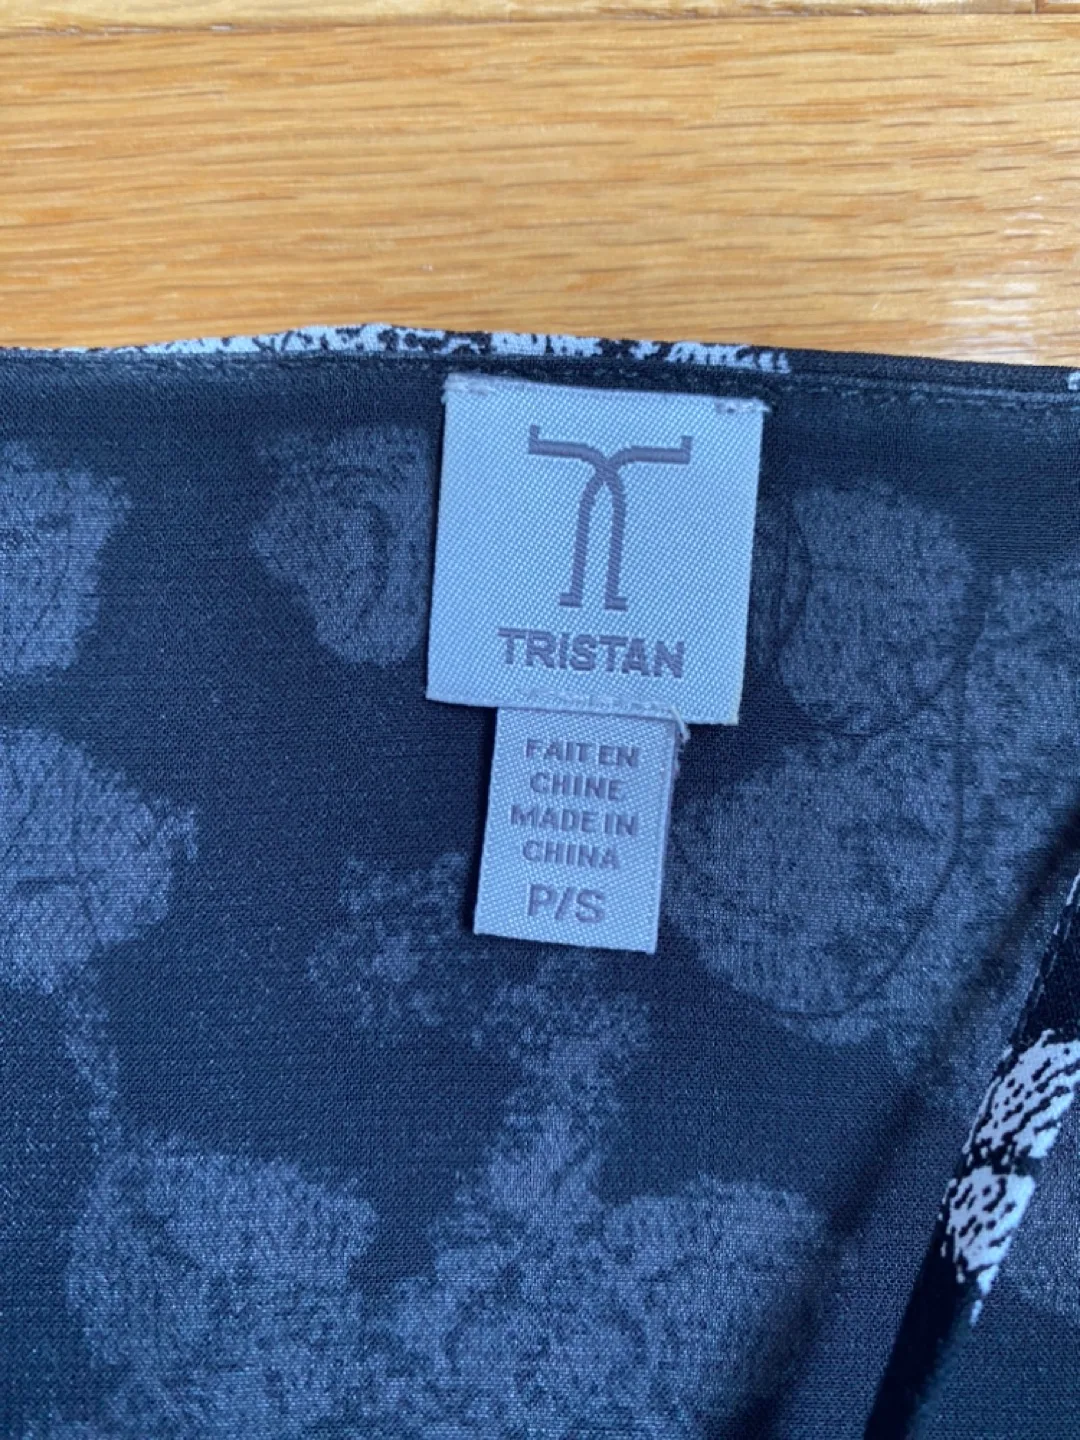 TRISTAN
FAIT EN
CHINE
MADE IN
CHINA
P/S